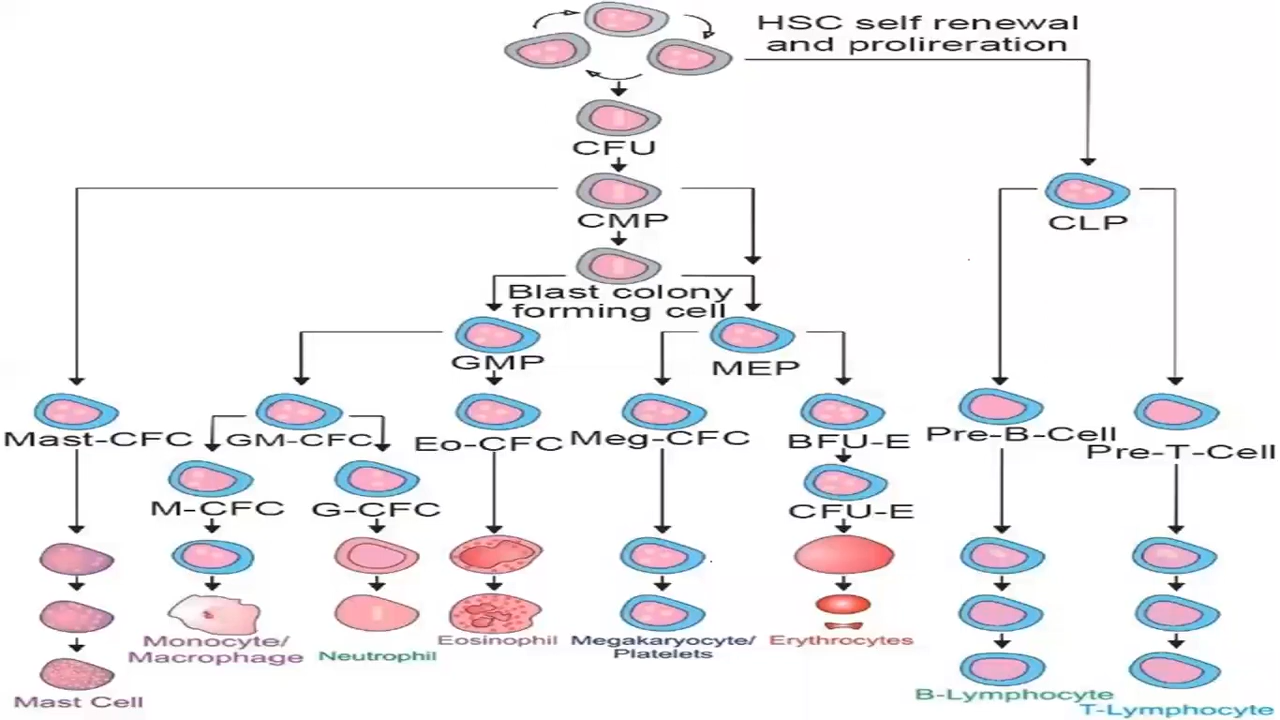 HSC self renewal
and prolireration
CFU
CMP
CLP
Blast colony
forming cell
GMP
MEP
Mast-CFC
GM-CFC
Eo-CFC
Meg-CFC
BFU-E
Pre-B-Cell
Pre-T-Cell
M-CFC
G-CFC
CFU-E
Monocyte/
Macrophage
Neutrophil
Eosinophil
Megakaryocyte/
Platelets
Erythrocytes
Mast Cell
B-Lymphocyte
T-Lymphocyte